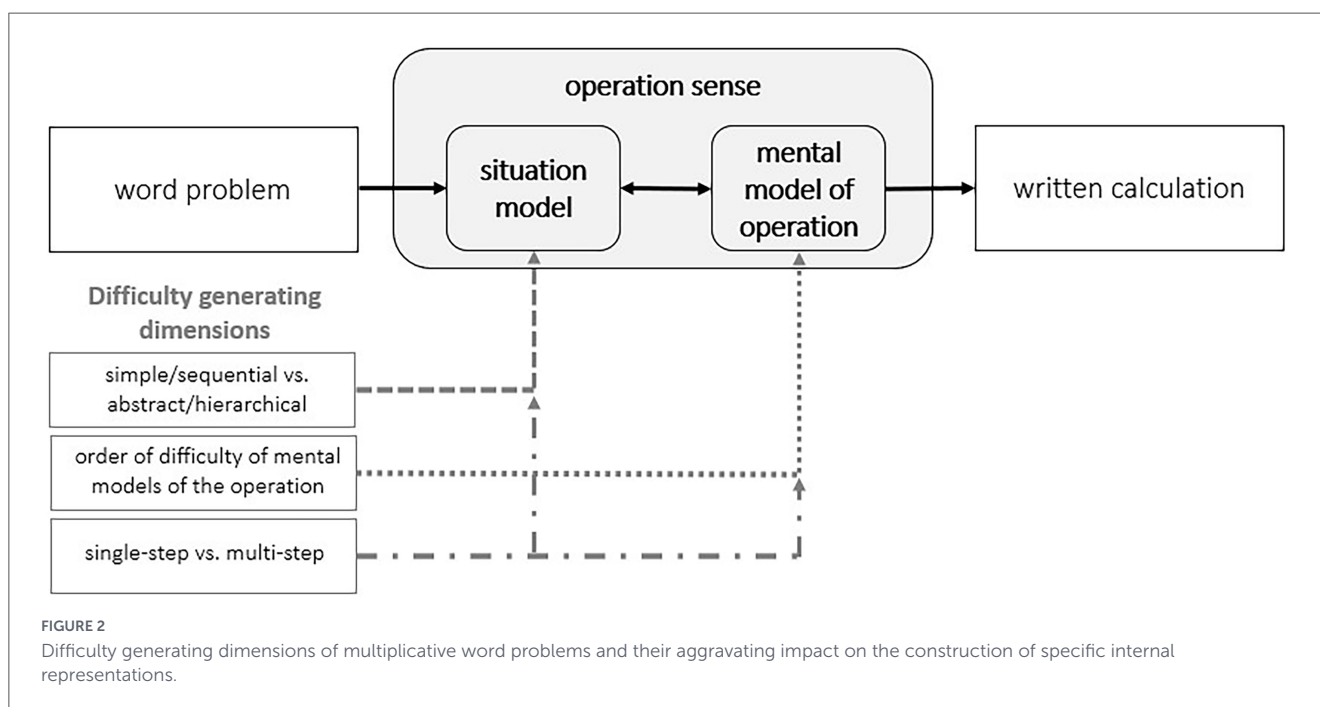 operation sense
word problem
situation
model
mental
model of
operation
written calculation
Difficulty generating
dimensions
simple/sequential vs.
abstract/hierarchical
order of difficulty of mental
models of the operation
single-step vs. multi-step
FIGURE 2
Difficulty generating dimensions of multiplicative word problems and their aggravating impact on the construction of specific internal
representations.